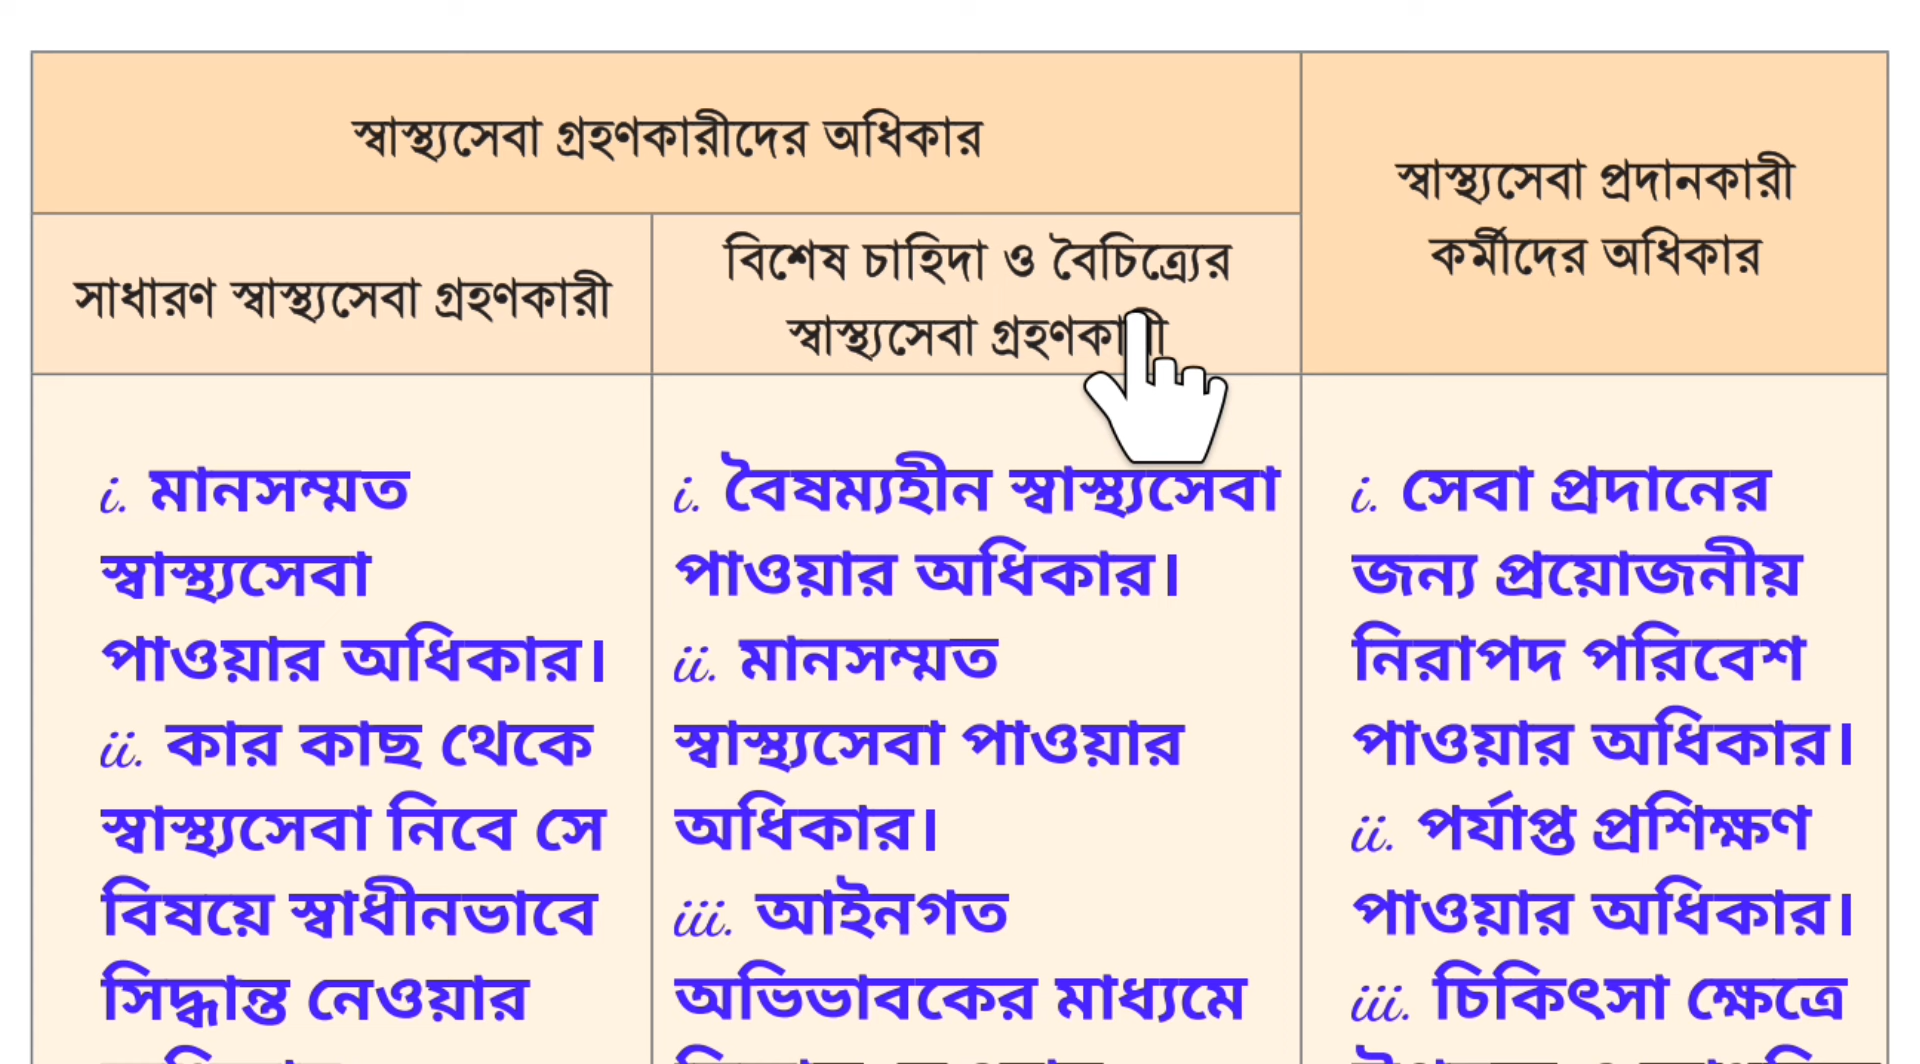 স্বাস্থ্যসেবা গ্রহণকারীদের অধিকার
স্বাস্থ্যসেবা প্রদানকারী
কর্মীদের অধিকার
সাধারণ স্বাস্থ্যসেবা গ্রহণকারী
বিশেষ চাহিদা ও বৈচিত্র্যের
স্বাস্থ্যসেবা গ্রহণকারী
i. মানসম্মত
স্বাস্থ্যসেবা
পাওয়ার অধিকার।
ii. কার কাছ থেকে
স্বাস্থ্যসেবা নিবে সে
বিষয়ে স্বাধীনভাবে
সিদ্ধান্ত নেওয়ার
i. বৈষম্যহীন স্বাস্থ্যসেবা
পাওয়ার অধিকার।
ii. মানসম্মত
স্বাস্থ্যসেবা পাওয়ার
অধিকার।
iii. আইনগত
অভিভাবকের মাধ্যমে
i. সেবা প্রদানের
জন্য প্রয়োজনীয়
নিরাপদ পরিবেশ
পাওয়ার অধিকার।
ii. পর্যাপ্ত প্রশিক্ষণ
পাওয়ার অধিকার।
iii. চিকিৎসা ক্ষেত্রে